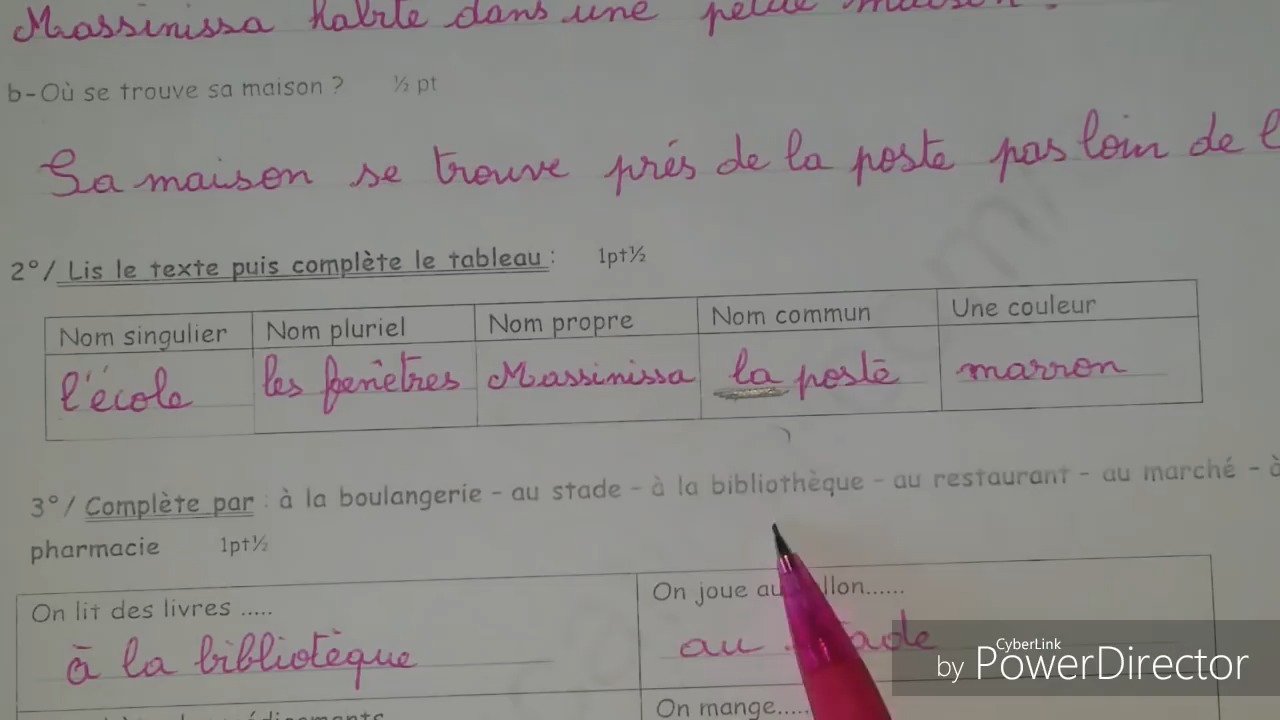 Massinissa habite dans une petite maison.
b-Où se trouve sa maison ? ½ pt
Sa maison se trouve prés de la poste pas loin de l
2°/ Lis le texte puis complète le tableau : 1pt½
Nom singulier Nom pluriel Nom propre Nom commun Une couleur
l'école les fenêtres Massinissa la poste marron
3°/ Complète par : à la boulangerie - au stade - à la bibliothèque - au restaurant - au marché - à
pharmacie 1pt½
On lit des livres ..... On joue au ballon......
à la bibliotèque au stade
On mange.....
CyberLink
by PowerDirector